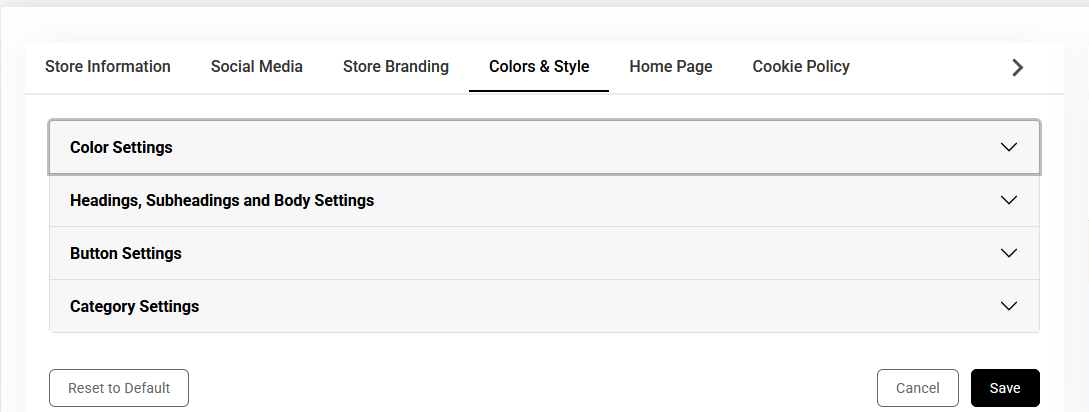 Store Information Social Media Store Branding Colors & Style Home Page Cookie Policy
Color Settings
Headings, Subheadings and Body Settings
Button Settings
Category Settings
Reset to Default Cancel Save